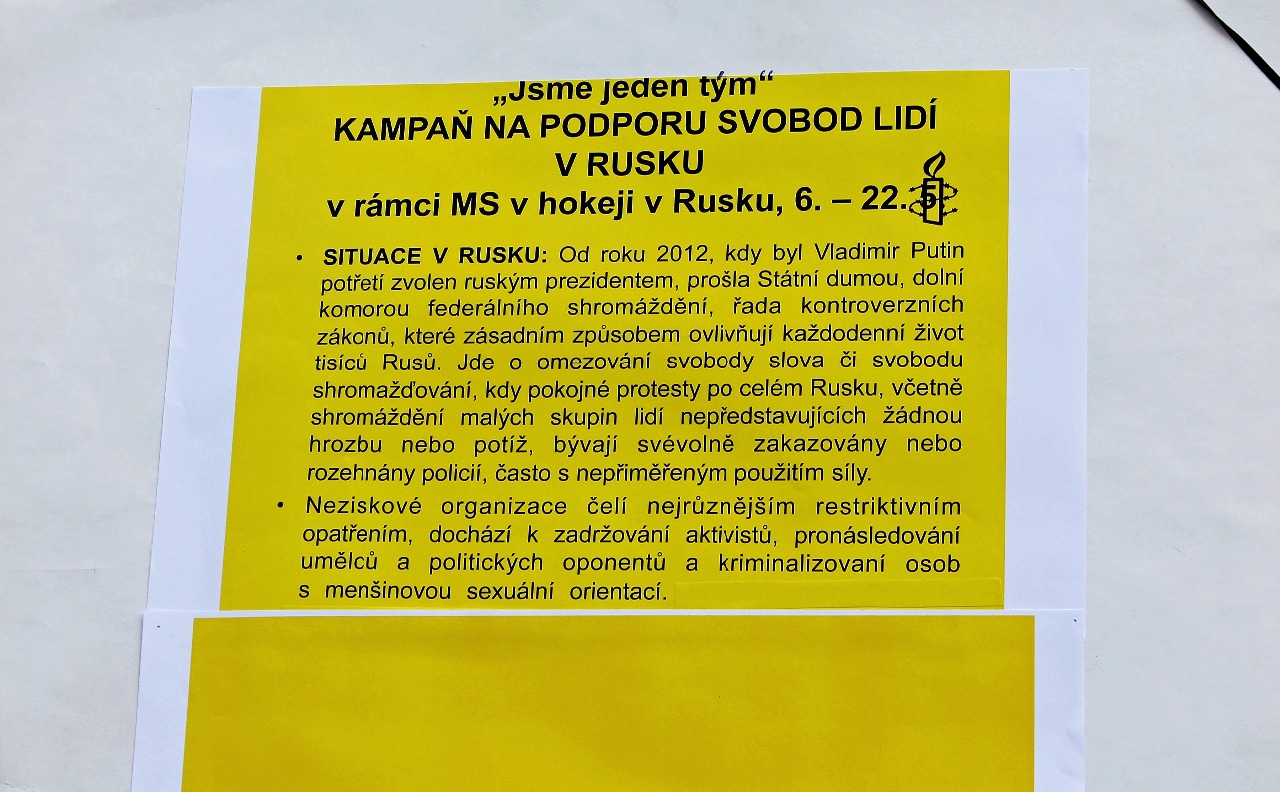 „Jsme jeden tým“
KAMPAŇ NA PODPORU SVOBOD LIDÍ
V RUSKU
v rámci MS v hokeji v Rusku, 6. – 22. 5
• SITUACE V RUSKU: Od roku 2012, kdy byl Vladimir Putin
potřetí zvolen ruským prezidentem, prošla Státní dumou, dolní
komorou federálního shromáždění, řada kontroverzních
zákonů, které zásadním způsobem ovlivňují každodenní život
tisíců Rusů. Jde o omezování svobody slova či svobodu
shromažďování, kdy pokojné protesty po celém Rusku, včetně
shromáždění malých skupin lidí nepředstavujících žádnou
hrozbu nebo potíž, bývají svévolně zakazovány nebo
rozehnány policií, často s nepřiměřeným použitím síly.
• Neziskové organizace čelí nejrůznějším restriktivním
opatřením, dochází k zadržování aktivistů, pronásledování
umělců a politických oponentů a kriminalizovaní osob
s menšinovou sexuální orientací.